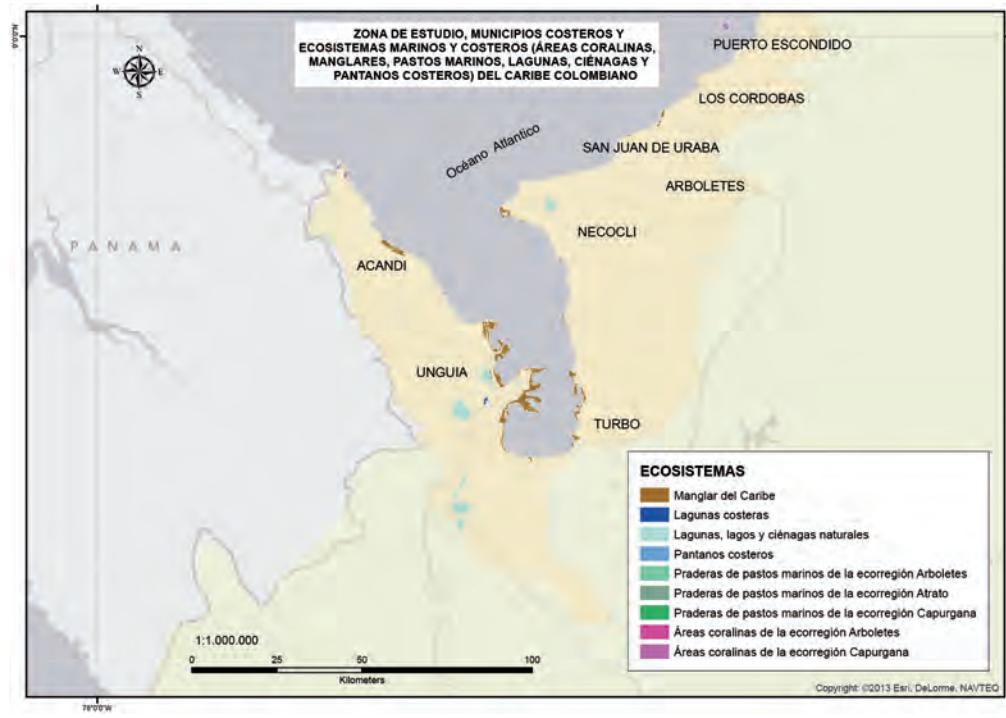 ZONA DE ESTUDIO, MUNICIPIOS COSTEROS Y
ECOSISTEMAS MARINOS Y COSTEROS (ÁREAS CORALINAS,
MANGLARES, PASTOS MARINOS, LAGUNAS, CIÉNAGAS Y
PANTANOS COSTEROS) DEL CARIBE COLOMBIANO
N
W E
S
PUERTO ESCONDIDO
LOS CORDOBAS
Océano Atlantico
SAN JUAN DE URABA
ARBOLETES
NECOCLI
PANAMA
ACANDI
UNGUIA
TURBO
ECOSISTEMAS
Manglar del Caribe
Lagunas costeras
Lagunas, lagos y ciénagas naturales
Pantanos costeros
Praderas de pastos marinos de la ecorregión Arboletes
Praderas de pastos marinos de la ecorregión Atrato
Praderas de pastos marinos de la ecorregión Capurgana
Áreas coralinas de la ecorregión Arboletes
Áreas coralinas de la ecorregión Capurgana
1:1.000.000
0 25 50 100
Kilometers
Copyright: ©2013 Esri, DeLorme, NAVTEQ